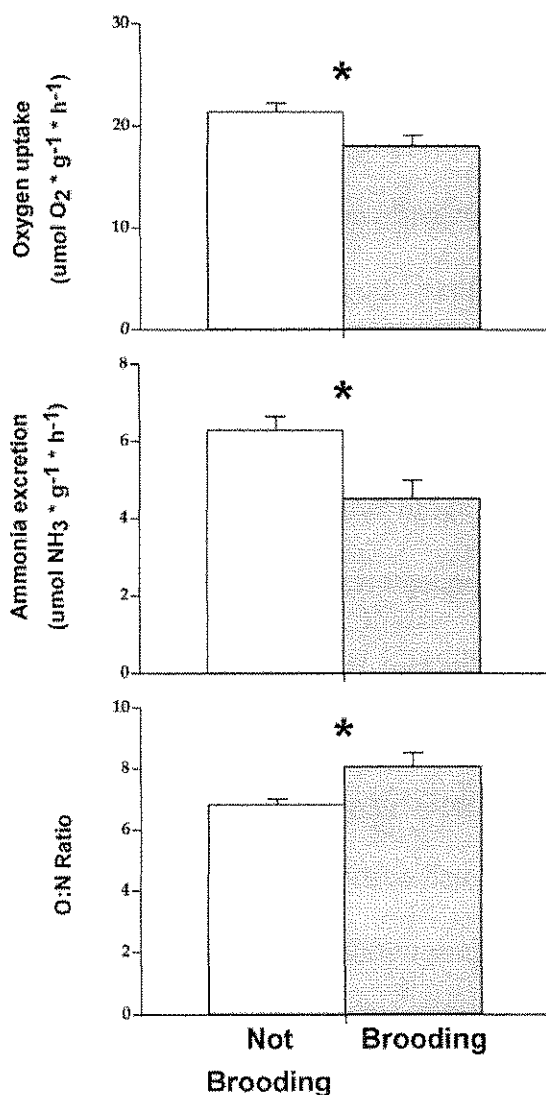 Oxygen uptake
(umol O2 * g-1 * h-1)
30
20
10
0
*
Ammonia excretion
(umol NH3 * g-1 * h-1)
8
6
4
2
0
*
O:N Ratio
10
8
6
4
2
0
*
Not Brooding
Brooding